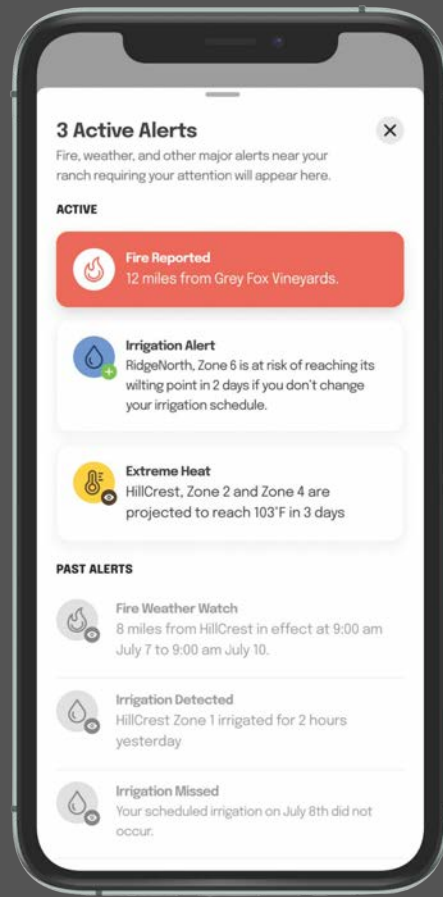 3 Active Alerts
Fire, weather, and other major alerts near your
ranch requiring your attention will appear here.
ACTIVE
Fire Reported
12 miles from Grey Fox Vineyards.
Irrigation Alert
RidgeNorth, Zone 6 is at risk of reaching its
wilting point in 2 days if you don't change
your irrigation schedule.
Extreme Heat
HillCrest, Zone 2 and Zone 4 are
projected to reach 103°F in 3 days
PAST ALERTS
Fire Weather Watch
8 miles from HillCrest in effect at 9:00 am
July 7 to 9:00 am July 10.
Irrigation Detected
HillCrest Zone 1 irrigated for 2 hours
yesterday
Irrigation Missed
Your scheduled irrigation on July 8th did not
occur.